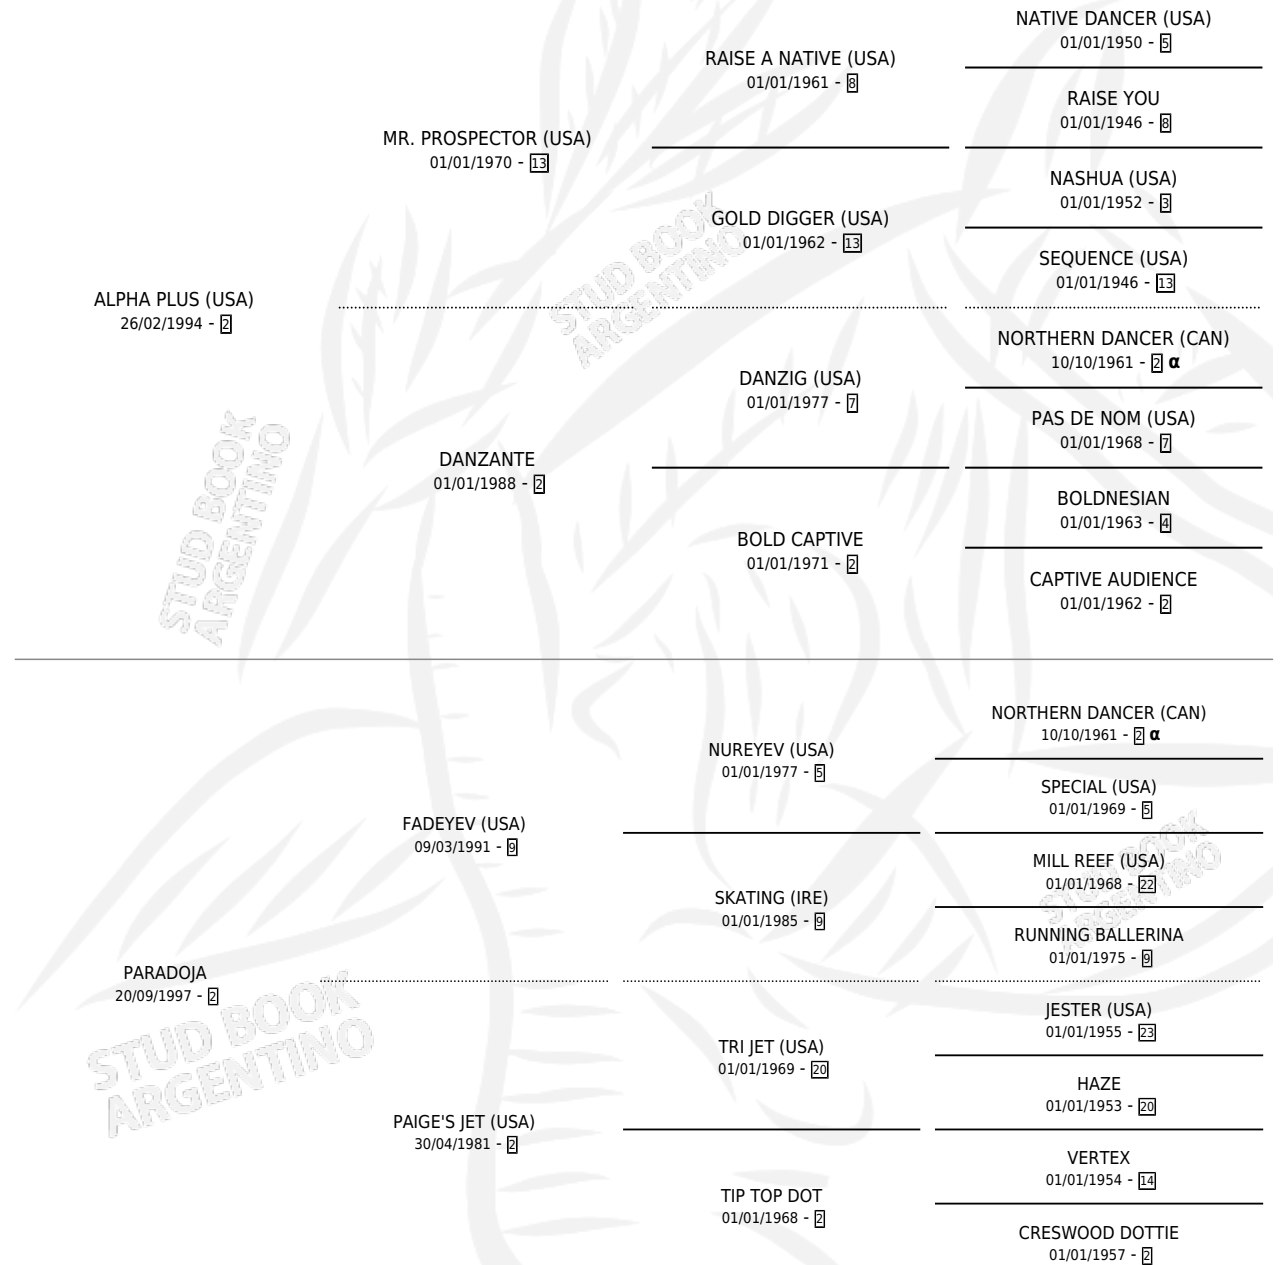 NATIVE DANCER (USA)
01/01/1950 - 5
RAISE A NATIVE (USA)
01/01/1961 - 8
RAISE YOU
01/01/1946 - 8
MR. PROSPECTOR (USA)
01/01/1970 - 13
NASHUA (USA)
01/01/1952 - 3
GOLD DIGGER (USA)
01/01/1962 - 13
SEQUENCE (USA)
01/01/1946 - 13
ALPHA PLUS (USA)
26/02/1994 - 2
STUD BOOK
ARGENTINO
NORTHERN DANCER (CAN)
10/10/1961 - 2 α
DANZIG (USA)
01/01/1977 - 7
PAS DE NOM (USA)
01/01/1968 - 7
DANZANTE
01/01/1988 - 2
BOLDNESIAN
01/01/1963 - 4
BOLD CAPTIVE
01/01/1971 - 2
CAPTIVE AUDIENCE
01/01/1962 - 2
STUD BOOK
ARGENTINO
NORTHERN DANCER (CAN)
10/10/1961 - 2 α
NUREYEV (USA)
01/01/1977 - 5
SPECIAL (USA)
01/01/1969 - 5
FADEYEV (USA)
09/03/1991 - 9
MILL REEF (USA)
01/01/1968 - 22
SKATING (IRE)
01/01/1985 - 9
RUNNING BALLERINA
01/01/1975 - 9
STUD BOOK
ARGENTINO
PARADOJA
20/09/1997 - 2
STUD BOOK
ARGENTINO
JESTER (USA)
01/01/1955 - 23
TRI JET (USA)
01/01/1969 - 20
HAZE
01/01/1953 - 20
PAIGE'S JET (USA)
30/04/1981 - 2
VERTEX
01/01/1954 - 14
TIP TOP DOT
01/01/1968 - 2
CRESWOOD DOTTIE
01/01/1957 - 2